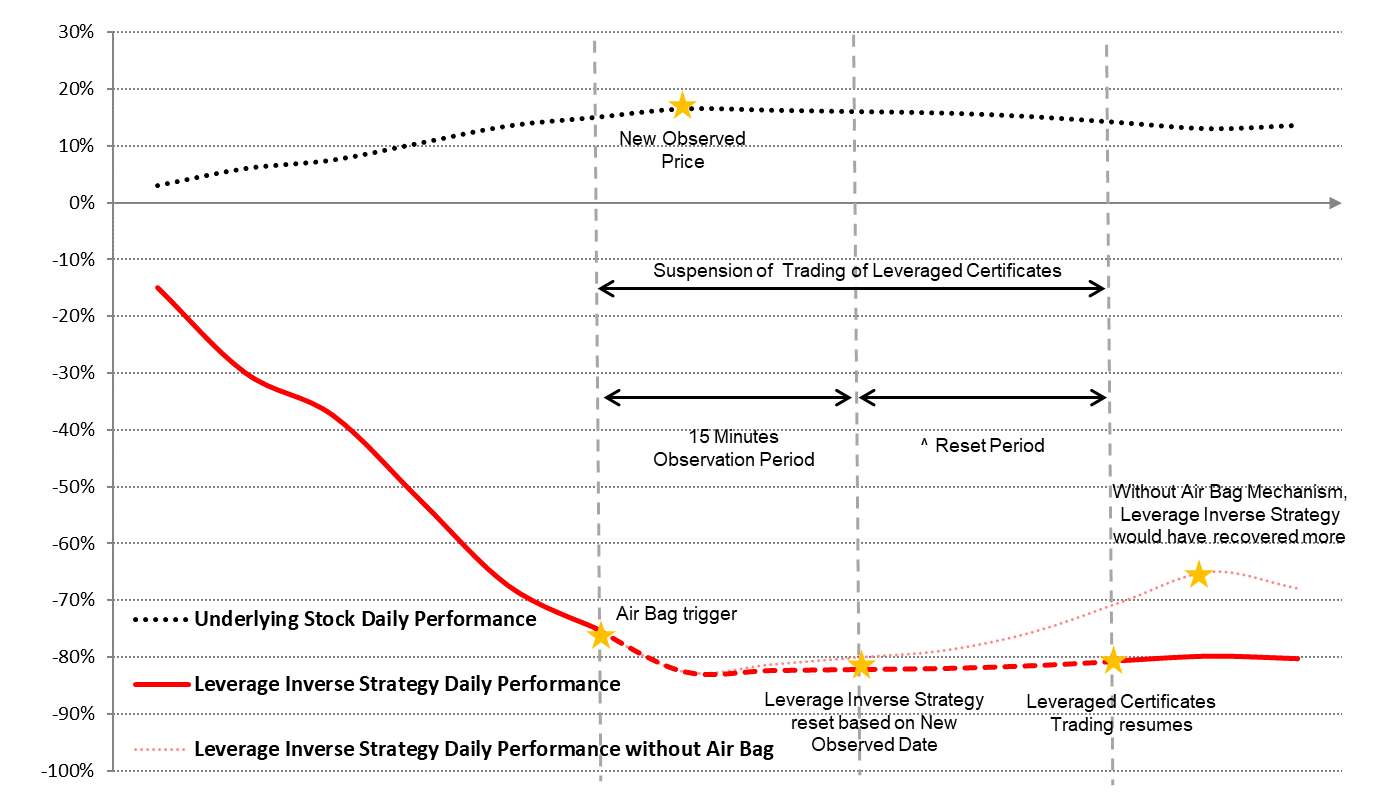 30%
20%
10%
0%
-10%
-20%
-30%
-40%
-50%
-60%
-70%
-80%
-90%
-100%
New Observed
Price
Suspension of Trading of Leveraged Certificates
15 Minutes
Observation Period
^ Reset Period
Without Air Bag Mechanism,
Leverage Inverse Strategy
would have recovered more
Air Bag trigger
Leverage Inverse Strategy
reset based on New
Observed Date
Leveraged Certificates
Trading resumes
Underlying Stock Daily Performance
Leverage Inverse Strategy Daily Performance
Leverage Inverse Strategy Daily Performance without Air Bag